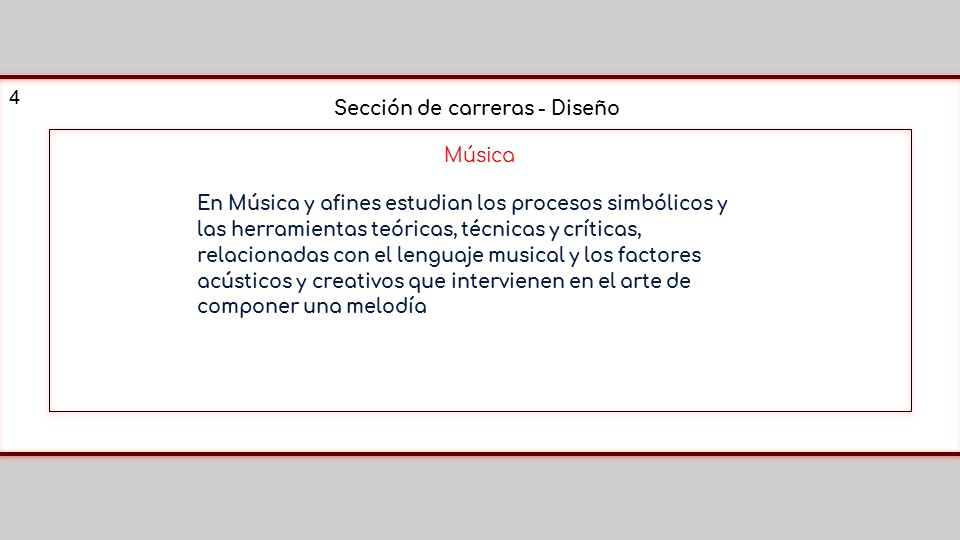 4
Sección de carreras - Diseño
Música
En Música y afines estudian los procesos simbólicos y
las herramientas teóricas, técnicas y críticas,
relacionadas con el lenguaje musical y los factores
acústicos y creativos que intervienen en el arte de
componer una melodía